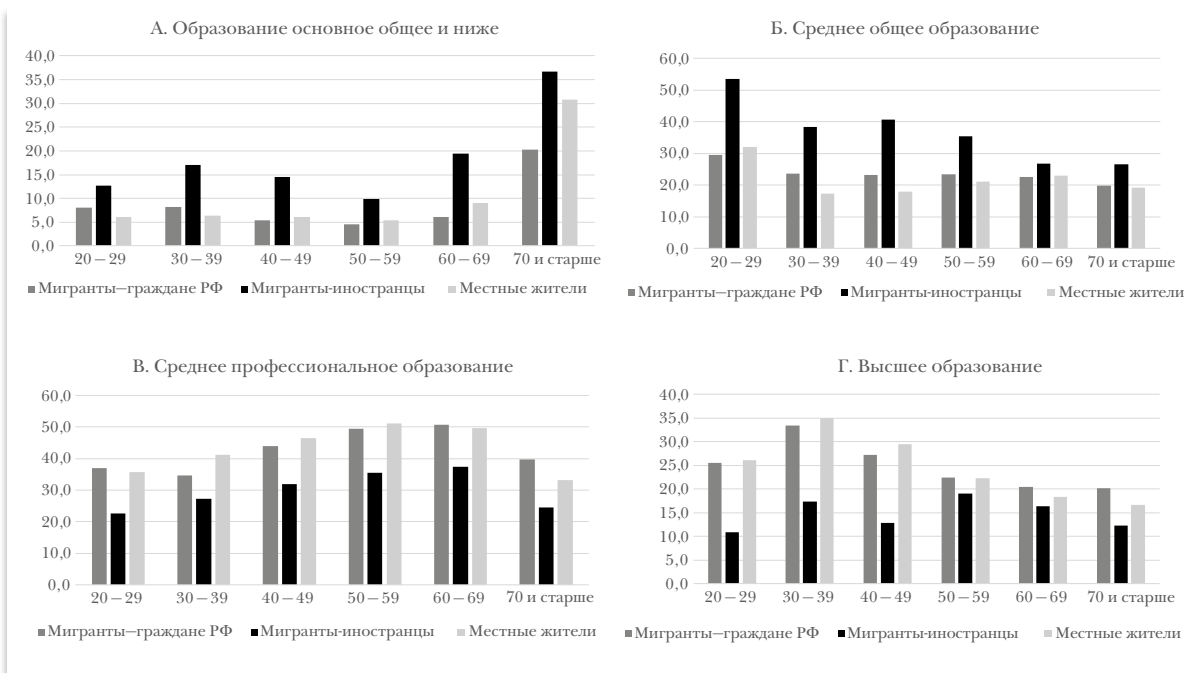 А. Образование основное общее и ниже
40,0
35,0
30,0
25,0
20,0
15,0
10,0
5,0
0,0
20–29 30–39 40–49 50–59 60–69 70 и старше
Мигранты–граждане РФ Мигранты-иностранцы Местные жители
Б. Среднее общее образование
60,0
50,0
40,0
30,0
20,0
10,0
0,0
20–29 30–39 40–49 50–59 60–69 70 и старше
Мигранты–граждане РФ Мигранты-иностранцы Местные жители
В. Среднее профессиональное образование
60,0
50,0
40,0
30,0
20,0
10,0
0,0
20–29 30–39 40–49 50–59 60–69 70 и старше
Мигранты–граждане РФ Мигранты-иностранцы Местные жители
Г. Высшее образование
40,0
35,0
30,0
25,0
20,0
15,0
10,0
5,0
0,0
20–29 30–39 40–49 50–59 60–69 70 и старше
Мигранты–граждане РФ Мигранты-иностранцы Местные жители